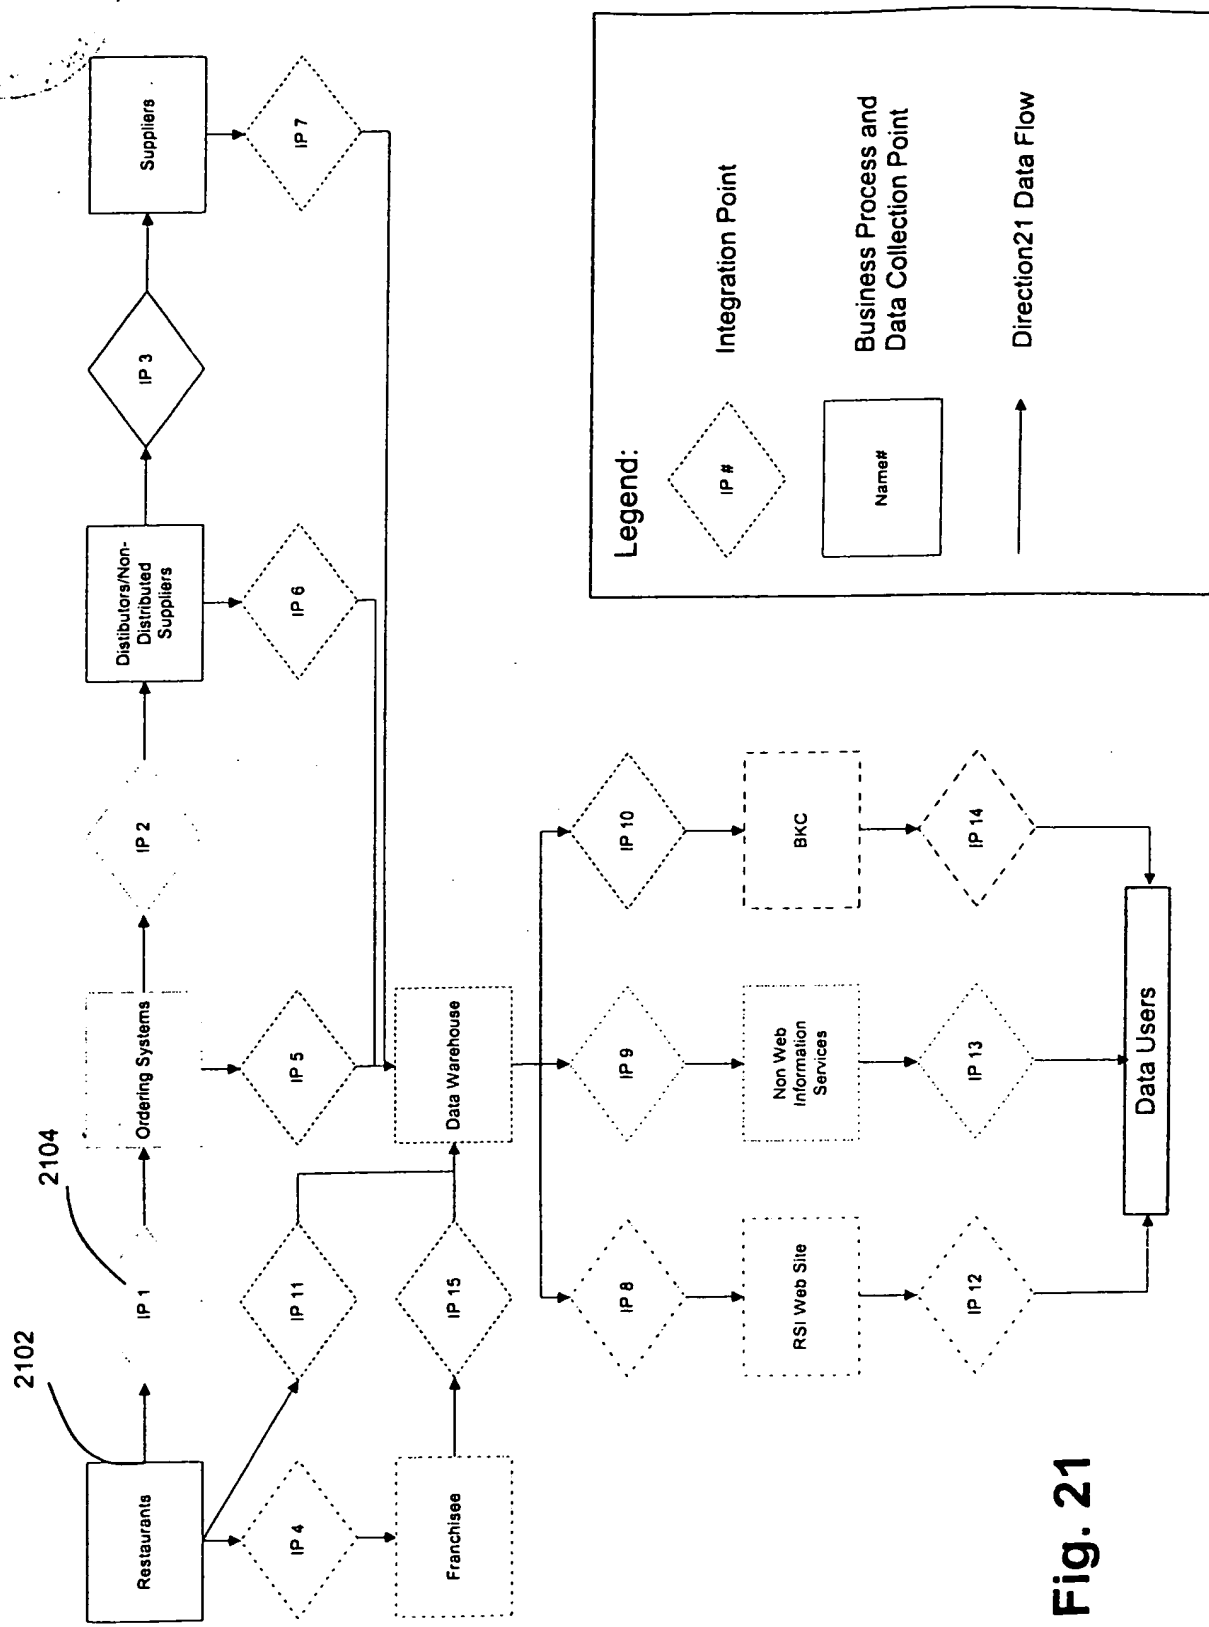 2102
2104
Restaurants
IP 1
Ordering Systems
IP 2
Distibutors/Non-
Distributed
Suppliers
IP 3
Suppliers
IP 4
IP 11
IP 5
IP 6
IP 7
Franchisee
IP 15
Data Warehouse
IP 8
IP 9
IP 10
RSI Web Site
Non Web
Information
Services
BKC
IP 12
IP 13
IP 14
Data Users
Legend:
IP #
Integration Point
Name#
Business Process and
Data Collection Point
Direction21 Data Flow
Fig. 21